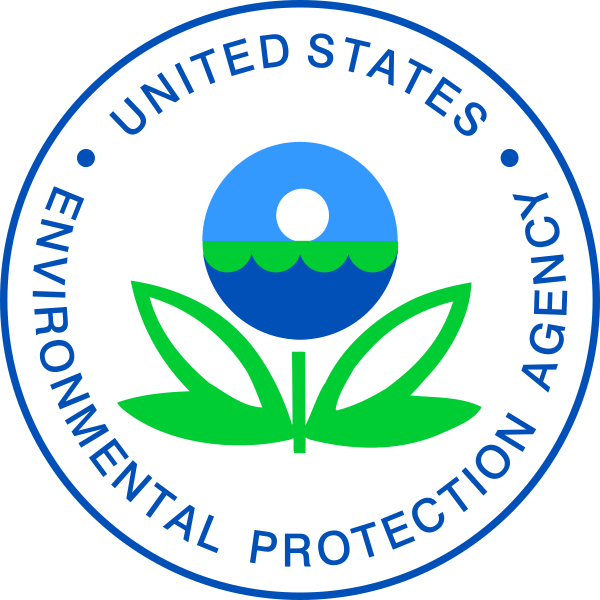 UNITED STATES
ENVIRONMENTAL PROTECTION AGENCY